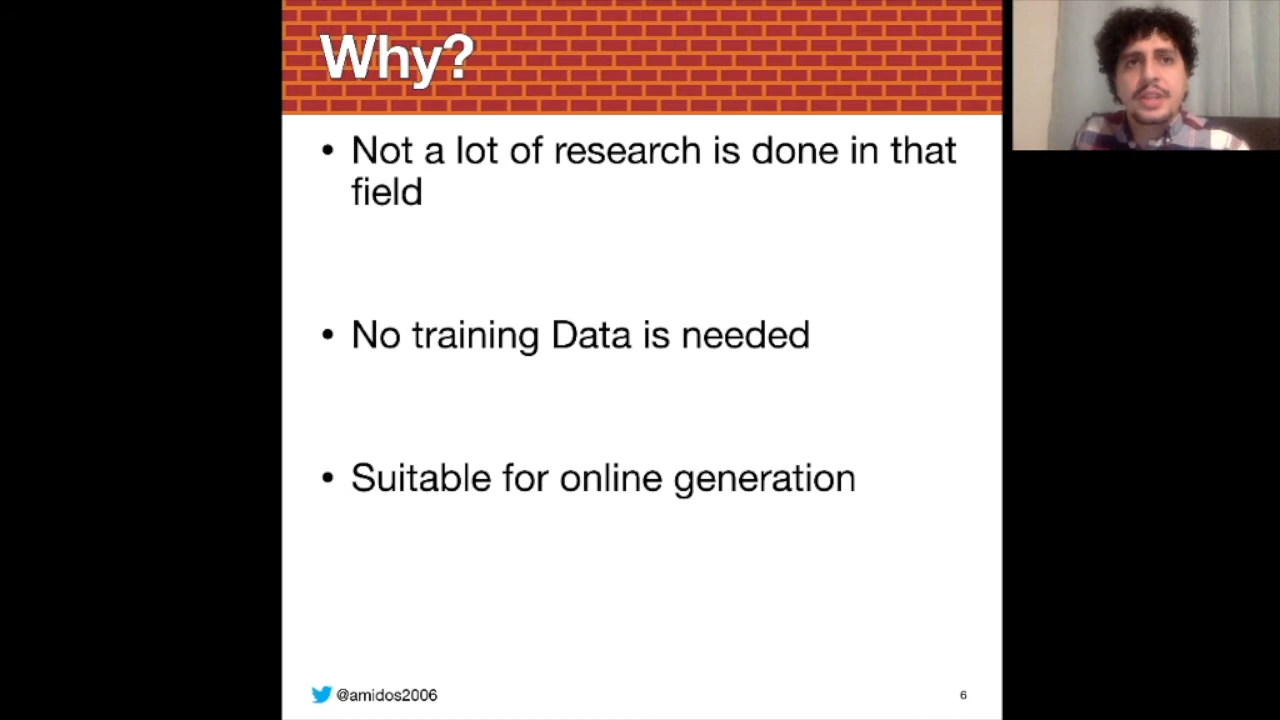 Why?
• Not a lot of research is done in that
field
• No training Data is needed
• Suitable for online generation
@amidos2006
6